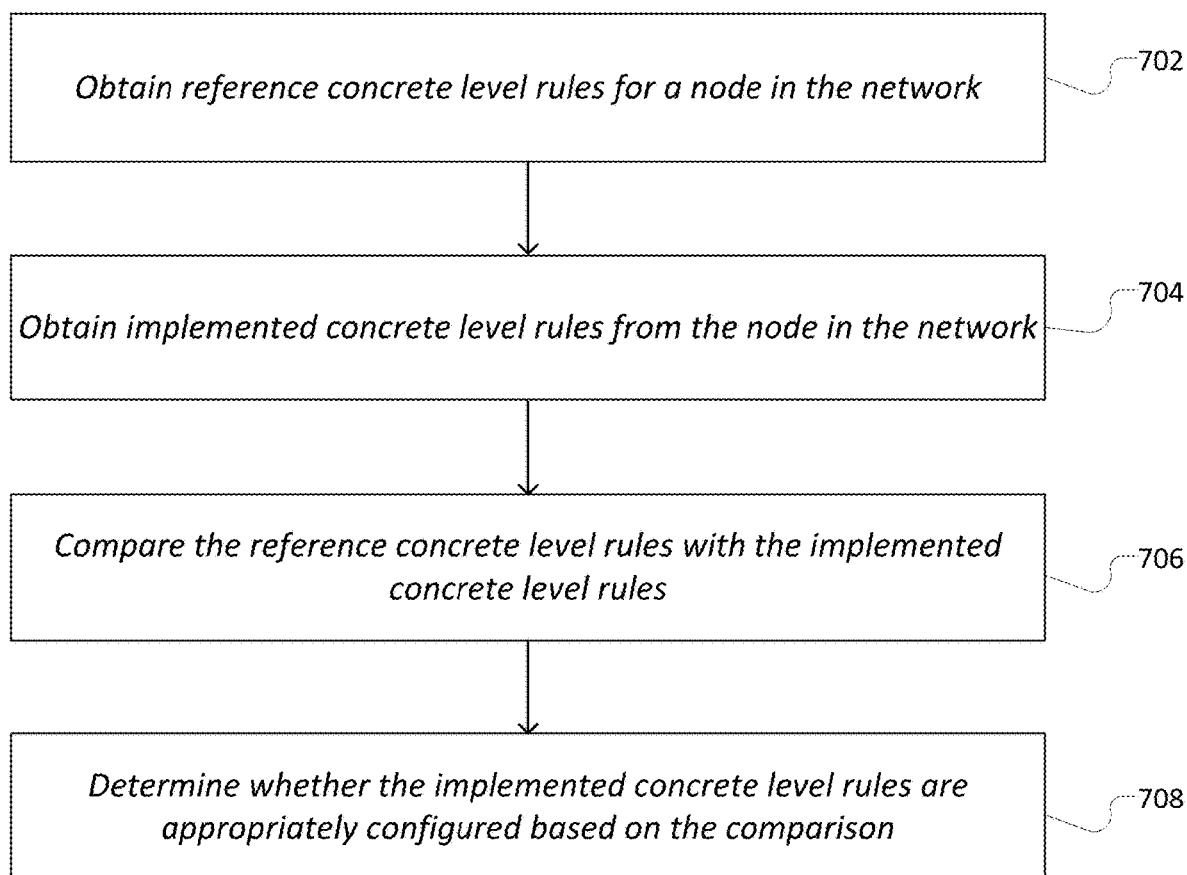 Obtain reference concrete level rules for a node in the network
702
Obtain implemented concrete level rules from the node in the network
704
Compare the reference concrete level rules with the implemented
concrete level rules
706
Determine whether the implemented concrete level rules are
appropriately configured based on the comparison
708